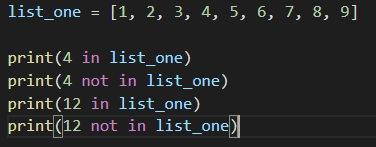 list_one = [1, 2, 3, 4, 5, 6, 7, 8, 9]
print(4 in list_one)
print(4 not in list_one)
print(12 in list_one)
print(12 not in list_one)